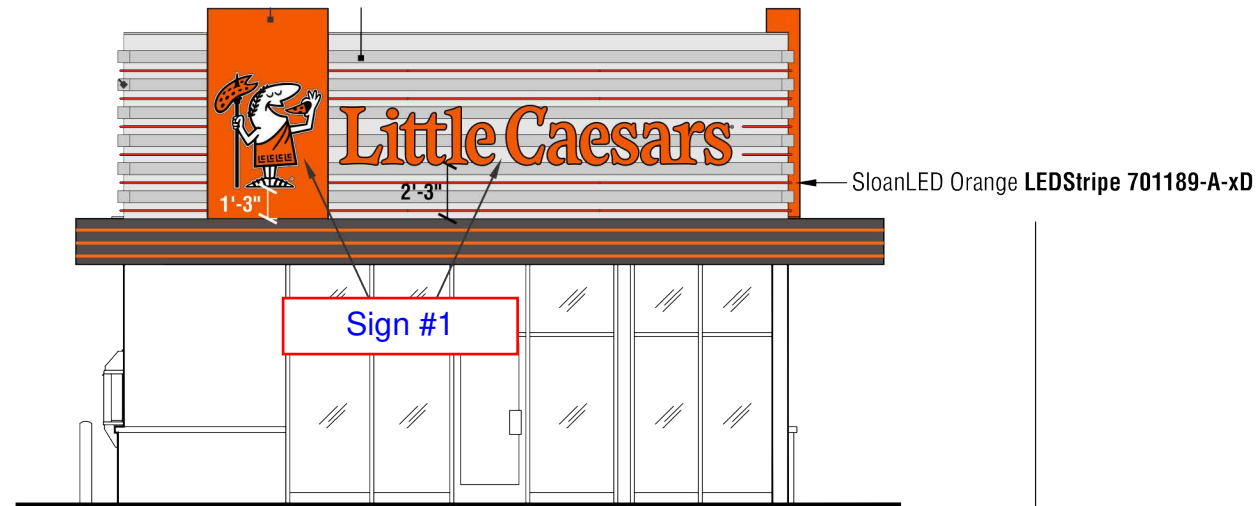 Little Caesars
SloanLED Orange LEDStripe 701189-A-xD
1'-3"
2'-3"
Sign #1